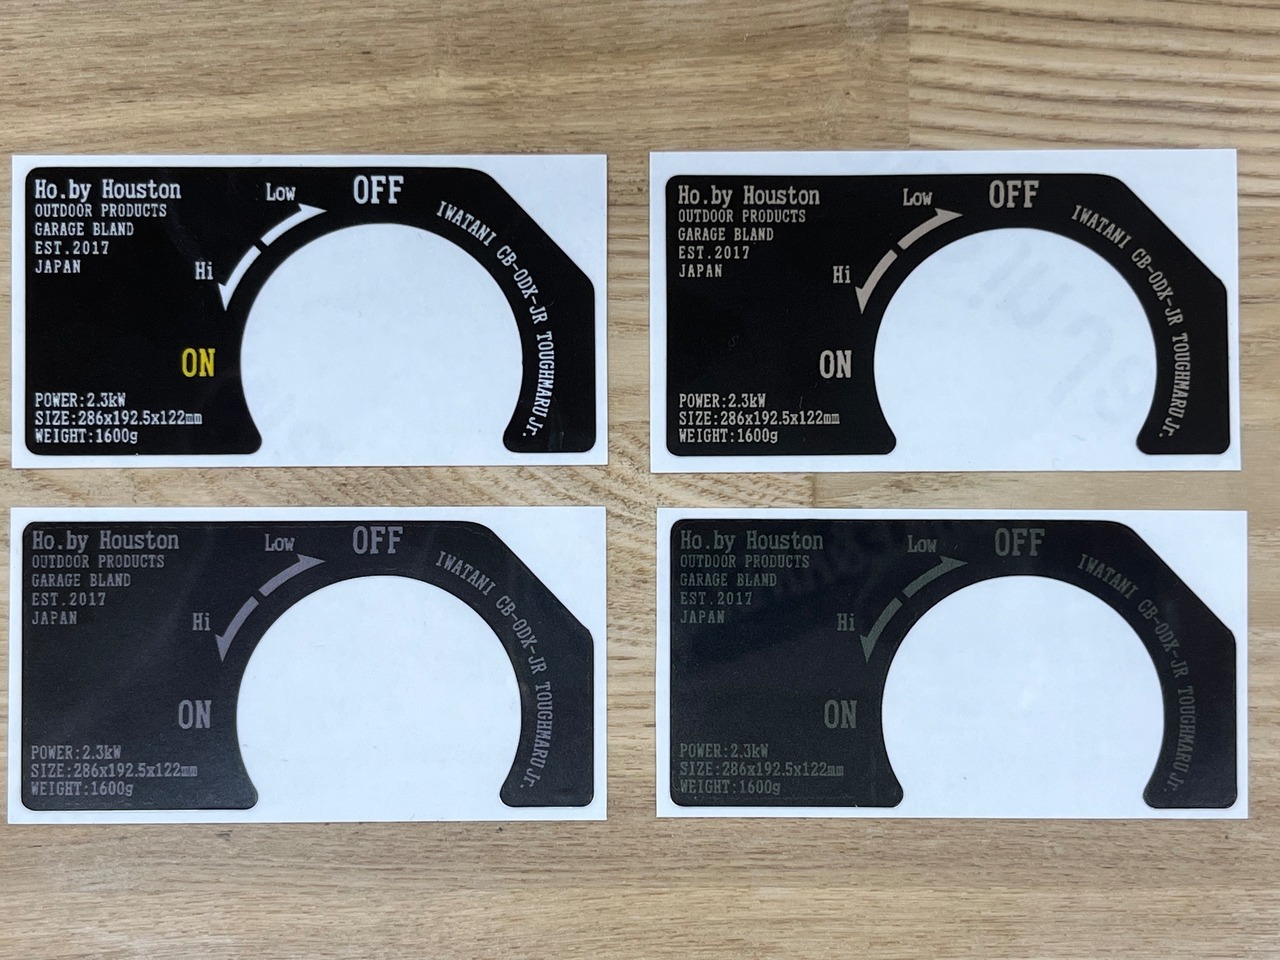 Ho.by Houston
OUTDOOR PRODUCTS
GARAGE BLAND
EST.2017
JAPAN
Low
OFF
Hi
ON
IWATANI CB-ODX-JR TOUGHMARU Jr.
POWER:2.3kW
SIZE:286x192.5x122mm
WEIGHT:1600g
Ho.by Houston
OUTDOOR PRODUCTS
GARAGE BLAND
EST.2017
JAPAN
Low
OFF
Hi
ON
IWATANI CB-ODX-JR TOUGHMARU Jr.
POWER:2.3kW
SIZE:286x192.5x122mm
WEIGHT:1600g
Ho.by Houston
OUTDOOR PRODUCTS
GARAGE BLAND
EST.2017
JAPAN
Low
OFF
Hi
ON
IWATANI CB-ODX-JR TOUGHMARU Jr.
POWER:2.3kW
SIZE:286x192.5x122mm
WEIGHT:1600g
Ho.by Houston
OUTDOOR PRODUCTS
GARAGE BLAND
EST.2017
JAPAN
Low
OFF
Hi
ON
IWATANI CB-ODX-JR TOUGHMARU Jr.
POWER:2.3kW
SIZE:286x192.5x122mm
WEIGHT:1600g